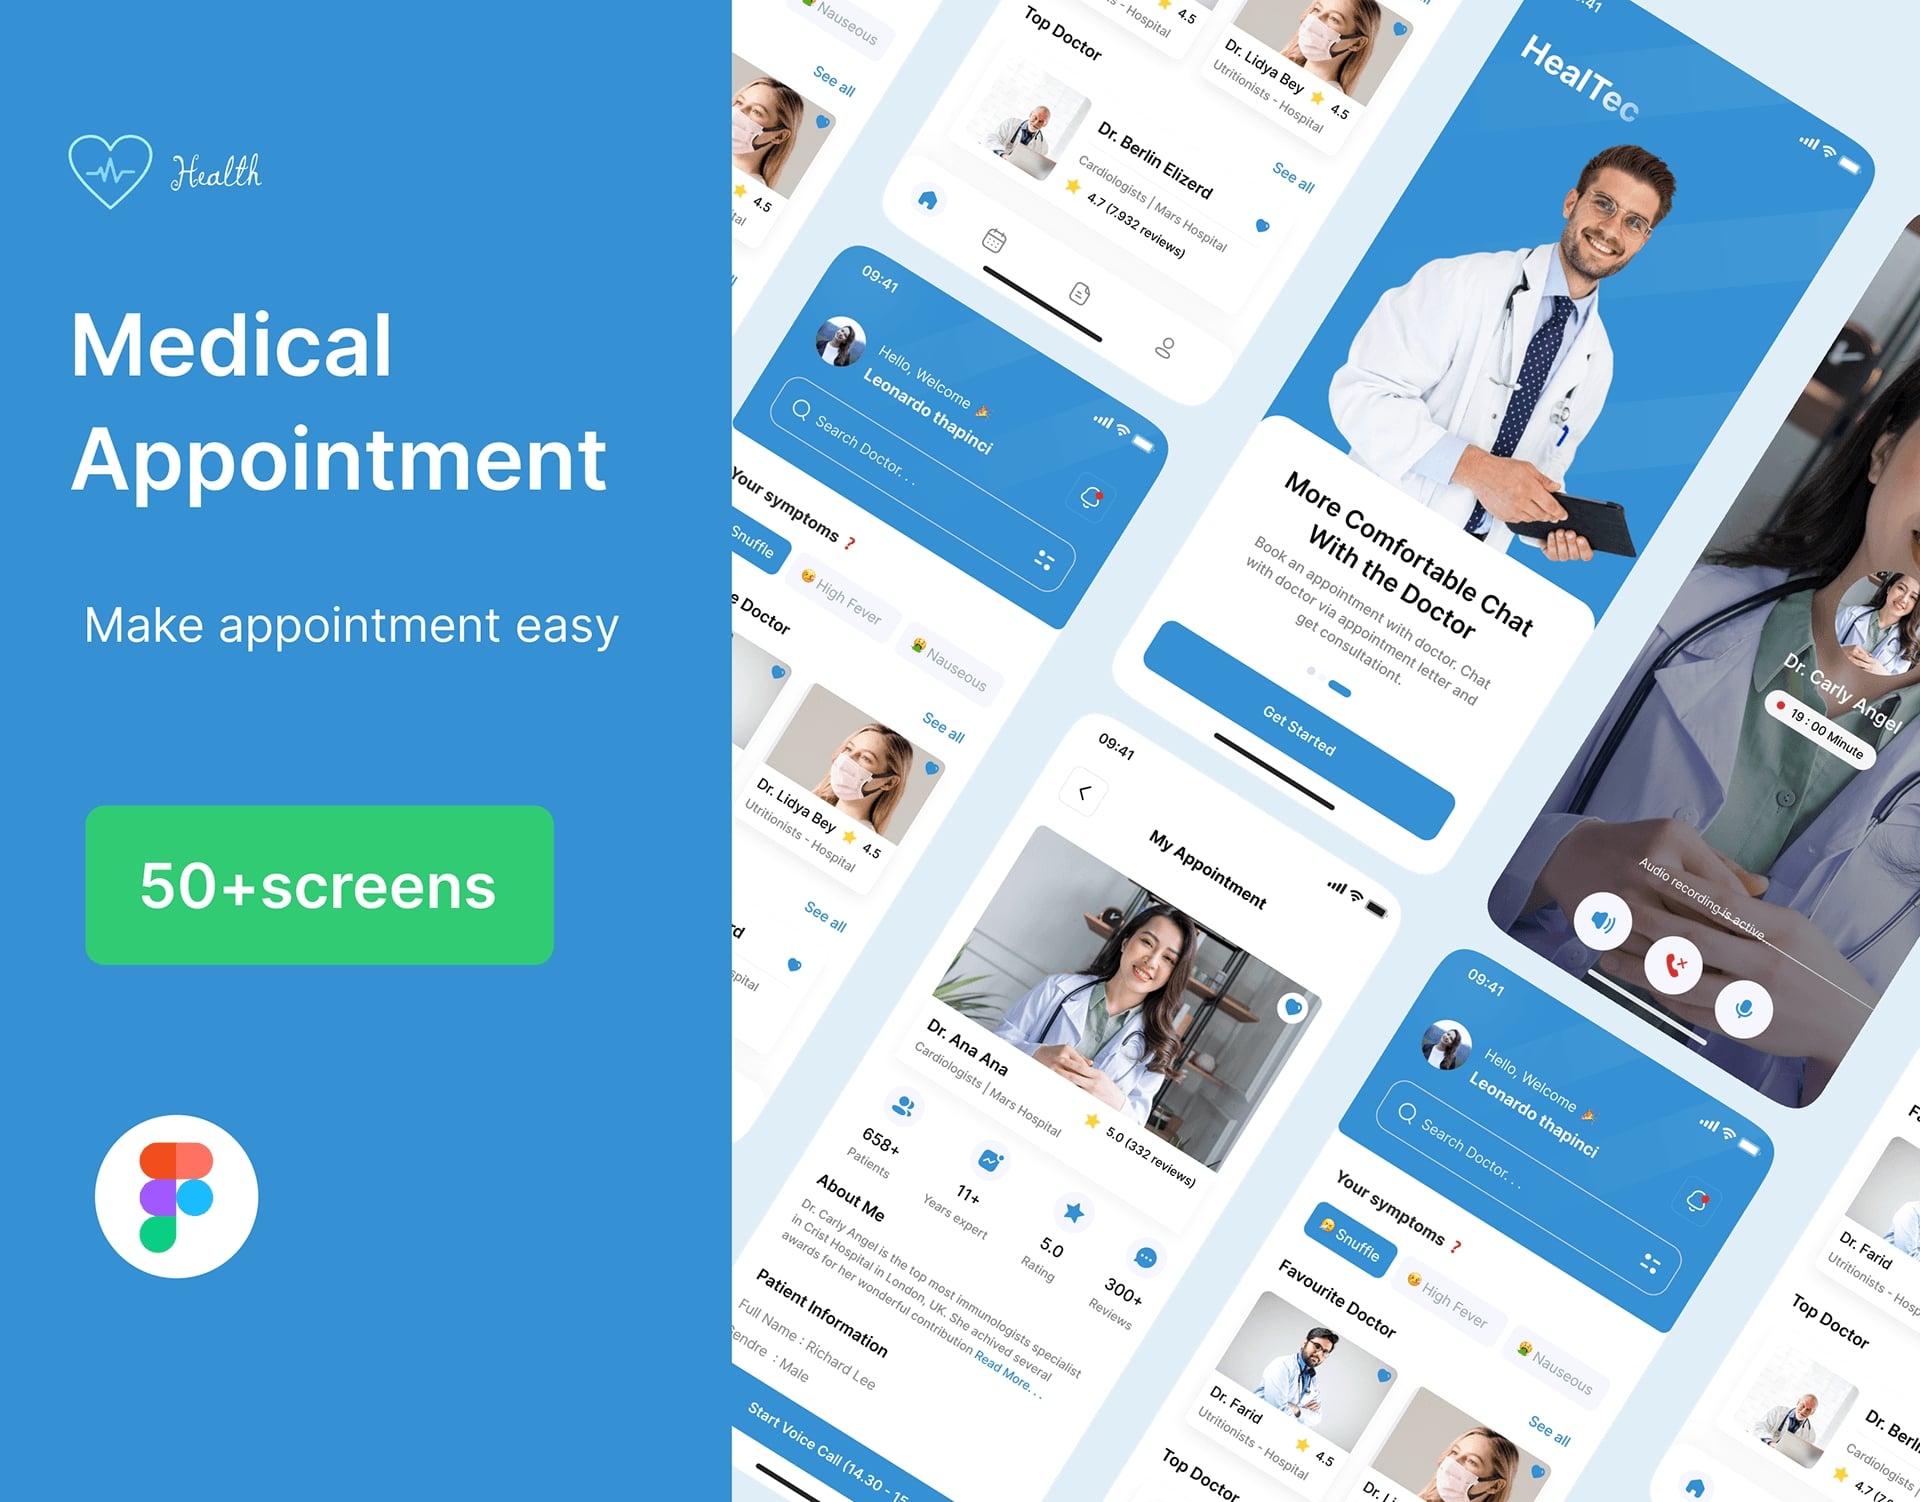 Health
Medical
Appointment
Make appointment easy
50+screens
Nauseous
See all
4.5
Top Doctor
4.5
- Hospital
Dr. Lidya Bey
4.5
Utritionists - Hospital
Dr. Berlin Elizerd
Cardiologists | Mars Hospital
4.7 (7.932 reviews)
See all
09:41
Hello, Welcome 🎉
Leonardo thapinci
Search Doctor. . .
Your symptoms ❓
Snuffle
High Fever
Nauseous
Doctor
See all
Dr. Lidya Bey
4.5
Utritionists - Hospital
See all
HealTec
More Comfortable Chat
With the Doctor
Book an appointment with doctor. Chat
with doctor via appointment letter and
get consultationt.
Get Started
Dr. Carly Angel
19 : 00 Minute
Audio recording is active...
09:41
My Appointment
Dr. Ana Ana
Cardiologists | Mars Hospital
5.0 (332 reviews)
658+
Patients
11+
Years expert
5.0
Rating
300+
Reviews
About Me
Dr. Carly Angel is the top most immunologists specialist
in Crist Hospital in London, UK. She achived several
awards for her wonderful contribution Read More. . .
Patient Information
Full Name : Richard Lee
: Male
Start Voice Call (14.30 - 15
09:41
Hello, Welcome 🎉
Leonardo thapinci
Search Doctor. . .
Your symptoms ❓
Snuffle
High Fever
Nauseous
Favourite Doctor
See all
Dr. Farid
Utritionists - Hospital
4.5
Top Doctor
Dr. Farid
Utritionists - Hosp
Top Doctor
Dr. Berl
Cardiologists
4.7